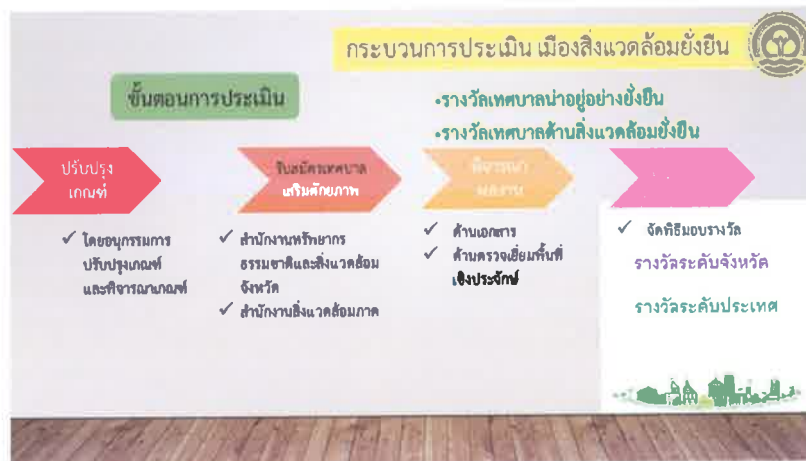 กระบวนการประเมิน เมืองสิ่งแวดล้อมยั่งยืน
ขั้นตอนการประเมิน
•รางวัลเทศบาลน่าอยู่อย่างยั่งยืน
•รางวัลเทศบาลด้านสิ่งแวดล้อมยั่งยืน
ปรับปรุง
เกณฑ์
✓ โดยอนุกรรมการ
ปรับปรุงเกณฑ์
และพิจารณาเกณฑ์
รับสมัครเทศบาล
เสริมศักยภาพ
✓ สำนักงานทรัพยากร
ธรรมชาติและสิ่งแวดล้อม
จังหวัด
✓ สำนักงานสิ่งแวดล้อมภาค
พิจารณา
ผลงาน
✓ ด้านเอกสาร
✓ ด้านตรวจเยี่ยมพื้นที่
เชิงประจักษ์
✓ จัดพิธีมอบรางวัล
รางวัลระดับจังหวัด
รางวัลระดับประเทศ